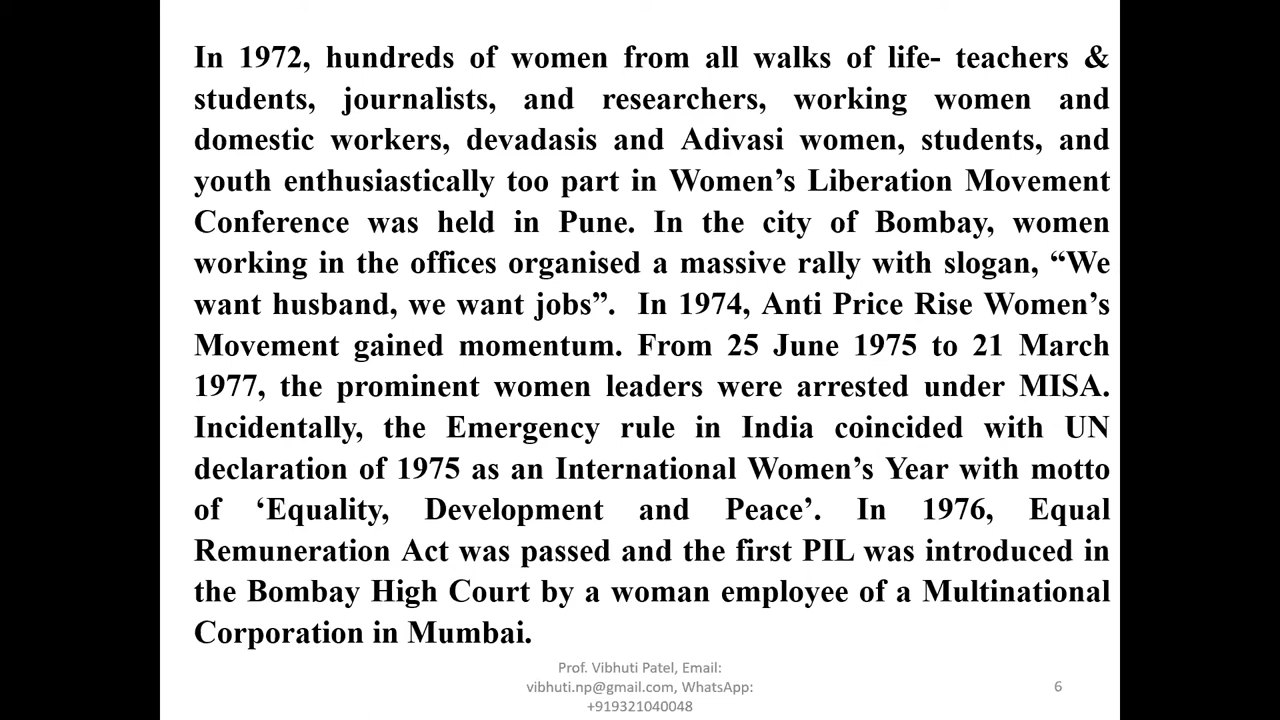 In 1972, hundreds of women from all walks of life- teachers &
students, journalists, and researchers, working women and
domestic workers, devadasis and Adivasi women, students, and
youth enthusiastically too part in Women’s Liberation Movement
Conference was held in Pune. In the city of Bombay, women
working in the offices organised a massive rally with slogan, “We
want husband, we want jobs”.  In 1974, Anti Price Rise Women’s
Movement gained momentum. From 25 June 1975 to 21 March
1977, the prominent women leaders were arrested under MISA.
Incidentally, the Emergency rule in India coincided with UN
declaration of 1975 as an International Women’s Year with motto
of ‘Equality, Development and Peace’. In 1976, Equal
Remuneration Act was passed and the first PIL was introduced in
the Bombay High Court by a woman employee of a Multinational
Corporation in Mumbai.
Prof. Vibhuti Patel, Email:
vibhuti.np@gmail.com, WhatsApp:
+919321040048
6